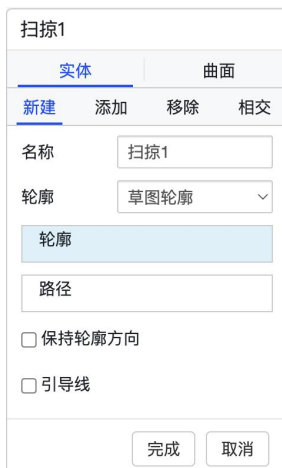 扫掠1
实体 曲面
新建 添加 移除 相交
名称 扫掠1
轮廓 草图轮廓
轮廓
路径
保持轮廓方向
引导线
完成 取消